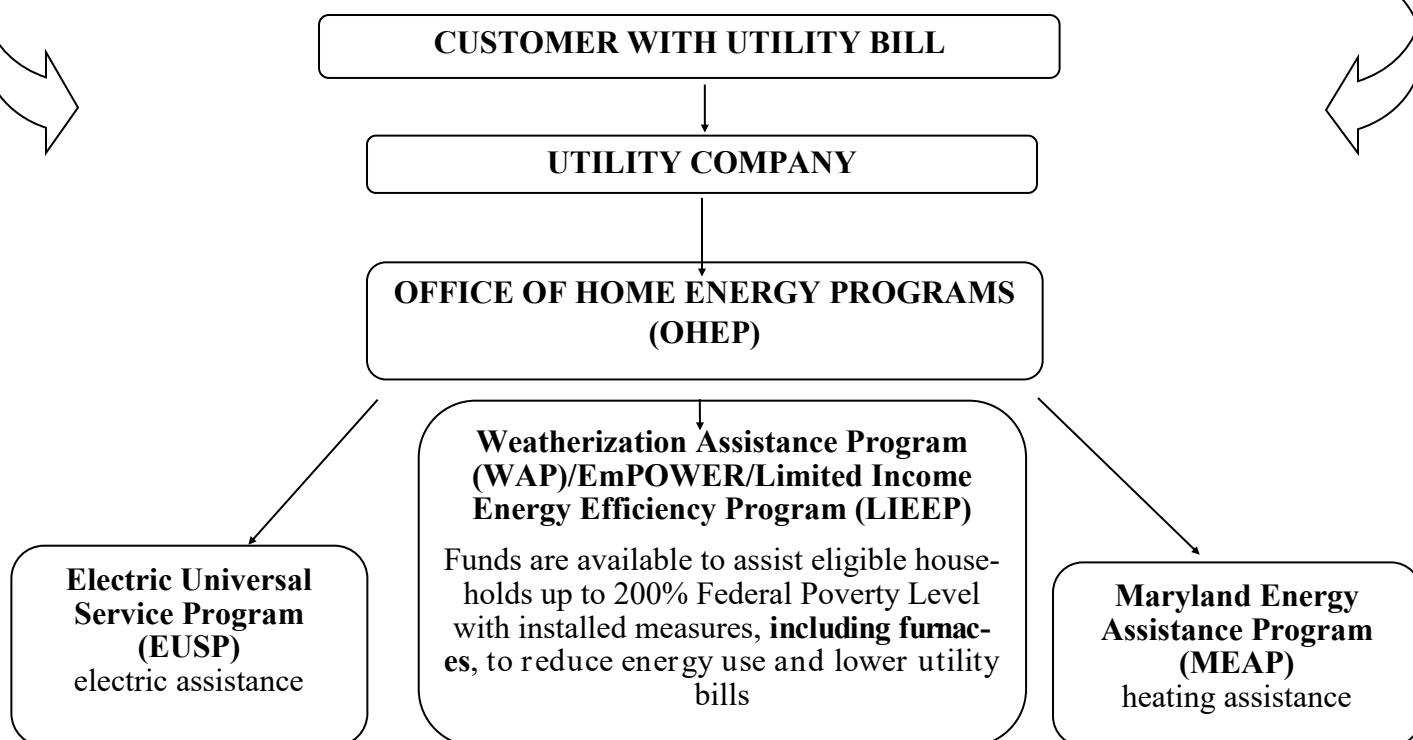 CUSTOMER WITH UTILITY BILL
UTILITY COMPANY
OFFICE OF HOME ENERGY PROGRAMS
(OHEP)
Weatherization Assistance Program
(WAP)/EmPOWER/Limited Income
Energy Efficiency Program (LIEEP)
Funds are available to assist eligible house-
holds up to 200% Federal Poverty Level
with installed measures, including furnac-
es, to reduce energy use and lower utility
bills
Electric Universal
Service Program
(EUSP)
electric assistance
Maryland Energy
Assistance Program
(MEAP)
heating assistance